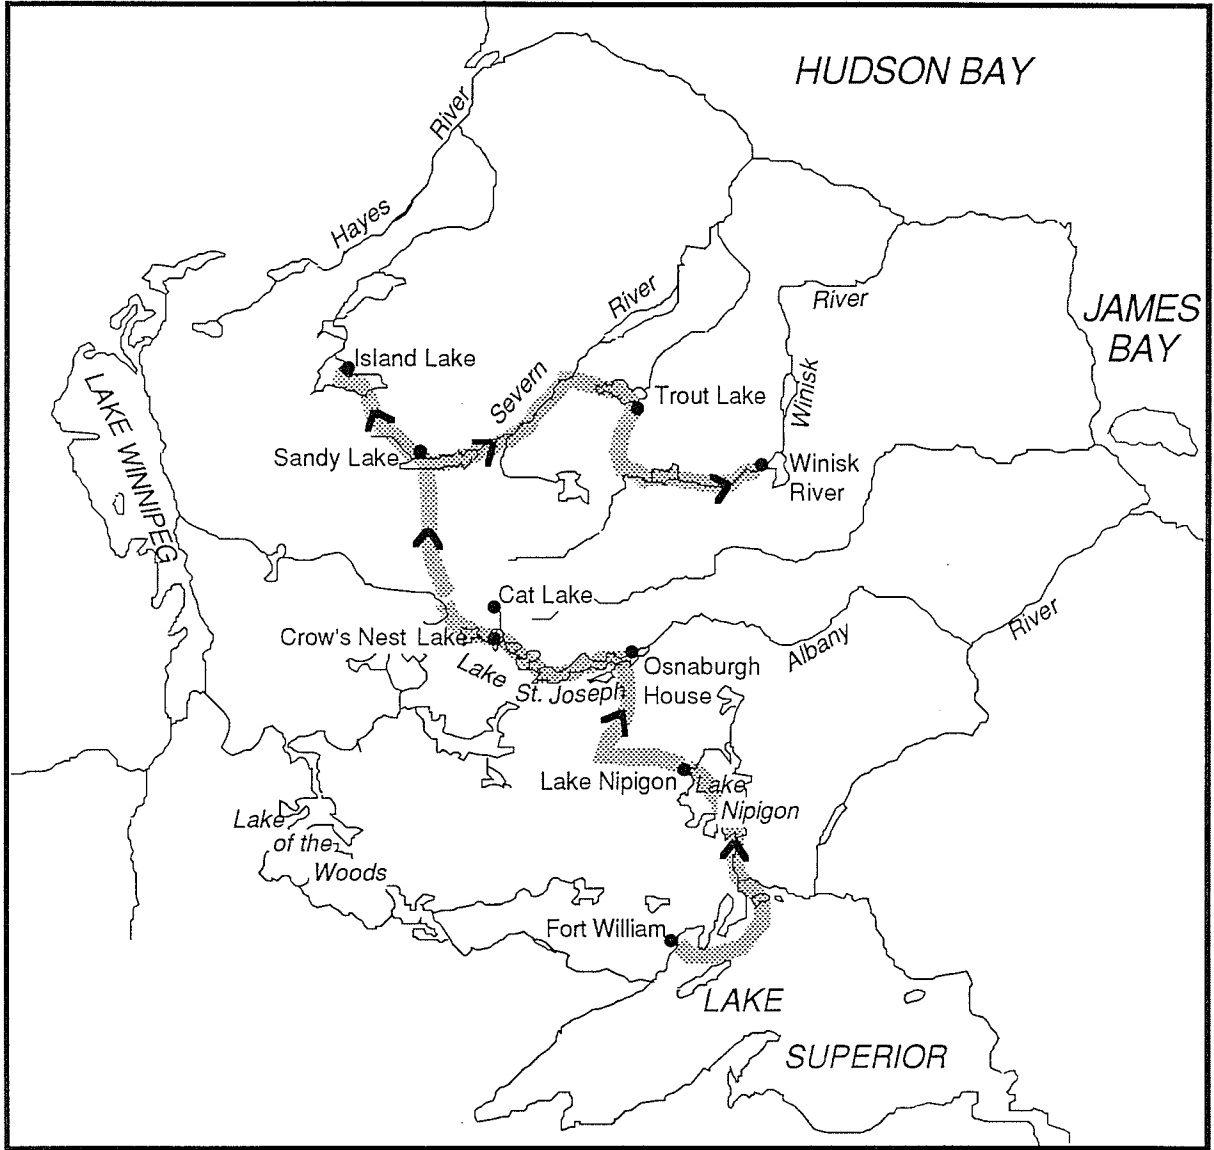 HUDSON BAY
River
Hayes
River
River
JAMES
BAY
Island Lake
Severn
Trout Lake
Winisk
LAKE WINNIPEG
Sandy Lake
Winisk
River
Cat Lake
Crow's Nest Lake
Lake
St. Joseph
Osnaburgh
House
Albany
River
Lake Nipigon
Lake
Nipigon
Lake
of the
Woods
Fort William
LAKE
SUPERIOR